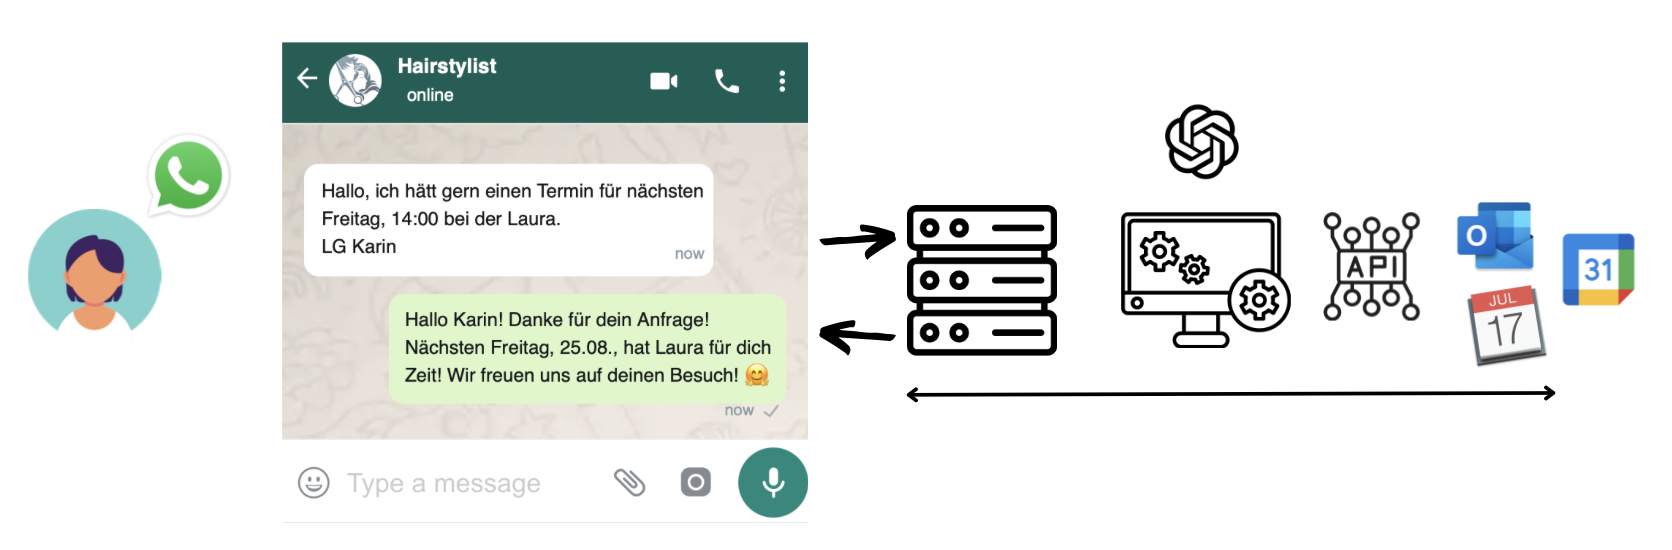 Hairstylist
online
Hallo, ich hätt gern einen Termin für nächsten
Freitag, 14:00 bei der Laura.
LG Karin
now
Hallo Karin! Danke für dein Anfrage!
Nächsten Freitag, 25.08., hat Laura für dich
Zeit! Wir freuen uns auf deinen Besuch! 🤗
now
Type a message
API
O
31
JUL
17